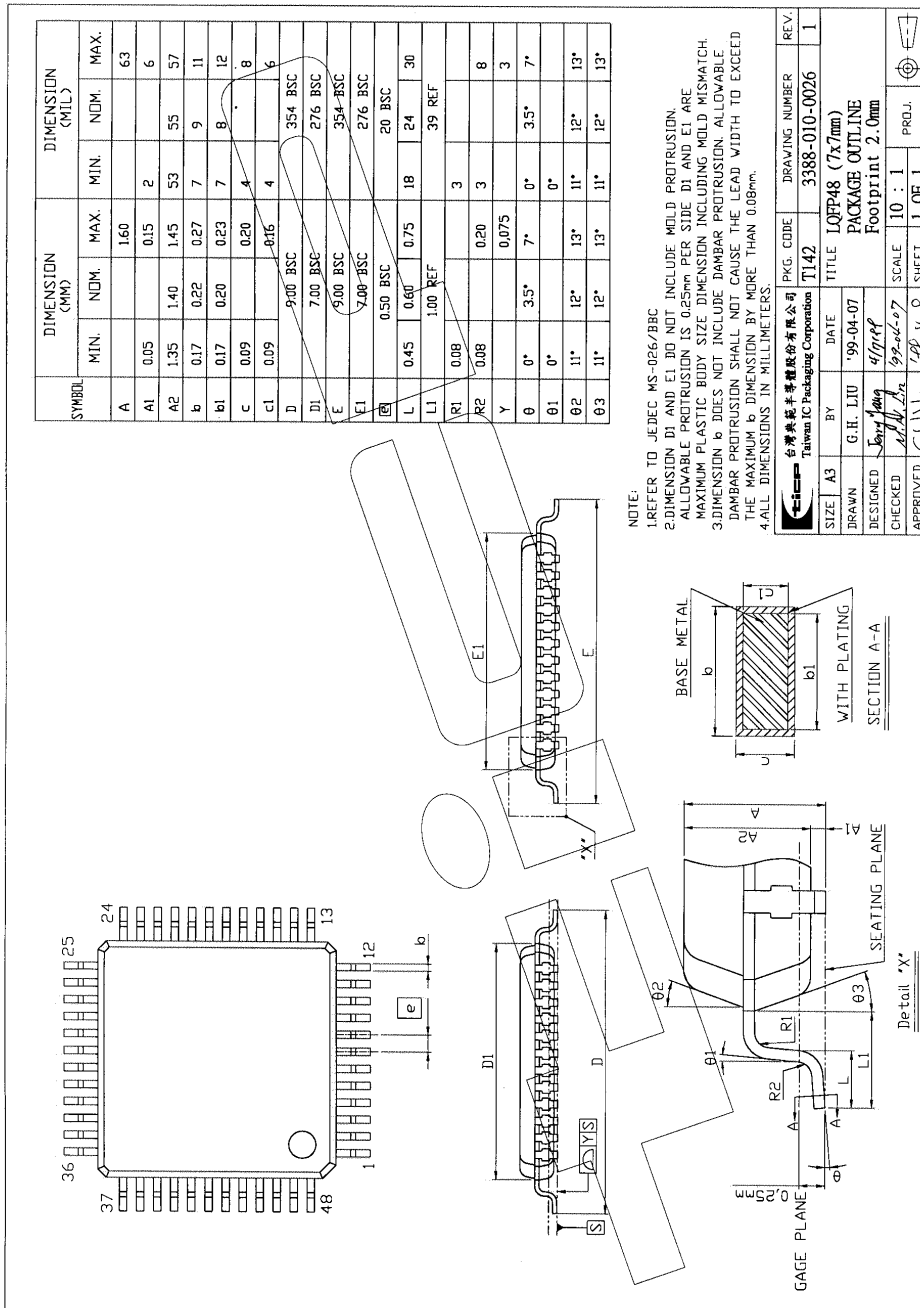 SYMBOL DIMENSION (MM) DIMENSION (MIL)
MIN. NOM. MAX. MIN. NOM. MAX.
A 1.60 63
A1 0.05 0.15 2 6
A2 1.35 1.40 1.45 53 55 57
b 0.17 0.22 0.27 7 9 11
b1 0.17 0.20 0.23 7 8 12
c 0.09 0.20 4 8
c1 0.09 0.16 4 6
D 9.00 BSC 354 BSC
D1 7.00 BSC 276 BSC
E 9.00 BSC 354 BSC
E1 7.00 BSC 276 BSC
e 0.50 BSC 20 BSC
L 0.45 0.60 0.75 18 24 30
L1 1.00 REF 39 REF
R1 0.08 3
R2 0.08 0.20 3 8
Y 0.075 3
θ 0° 3.5° 7° 0° 3.5° 7°
θ1 0° 0°
θ2 11° 12° 13° 11° 12° 13°
θ3 11° 12° 13° 11° 12° 13°
36 25
37 24
48 13
1 12
e
b
D1
D
Y S
S
E1
E
"X"
NOTE:
1.REFER TO JEDEC MS-026/BBC
2.DIMENSION D1 AND E1 DO NOT INCLUDE MOLD PROTRUSION.
ALLOWABLE PROTRUSION IS 0.25mm PER SIDE D1 AND E1 ARE
MAXIMUM PLASTIC BODY SIZE DIMENSION INCLUDING MOLD MISMATCH.
3.DIMENSION b DOES NOT INCLUDE DAMBAR PROTRUSION. ALLOWABLE
DAMBAR PROTRUSION SHALL NOT CAUSE THE LEAD WIDTH TO EXCEED
THE MAXIMUM b DIMENSION BY MORE THAN 0.08mm.
4.ALL DIMENSIONS IN MILLIMETERS.
GAGE PLANE
0.25mm
θ
A
A
R2
θ1
R1
L
L1
θ2
θ3
A2
A
A1
SEATING PLANE
Detail "X"
BASE METAL
b
c
c1
b1
WITH PLATING
SECTION A-A
ticp
台灣典範半導體股份有限公司
Taiwan IC Packaging Corporation
PKG. CODE DRAWING NUMBER REV.
T142 3388-010-0026 1
SIZE A3 BY DATE
TITLE LQFP48 (7x7mm)
PACKAGE OUTLINE
Footprint 2.0mm
DRAWN G.H. LIU '99-04-07
DESIGNED
CHECKED
APPROVED
SCALE 10 : 1 PROJ.
SHEET 1 OF 1